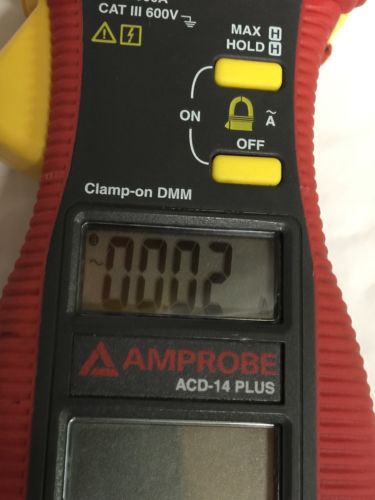 CAT III 600V
MAX H
HOLD H
ON
~
A
OFF
Clamp-on DMM
~
0002
AMPROBE
ACD-14 PLUS